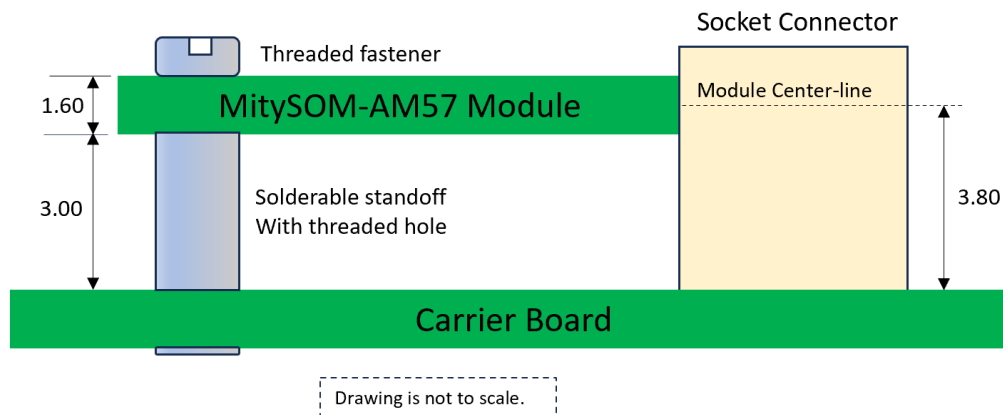 Socket Connector
Threaded fastener
1.60
MitySOM-AM57 Module
Module Center-line
3.00
Solderable standoff
With threaded hole
3.80
Carrier Board
Drawing is not to scale.